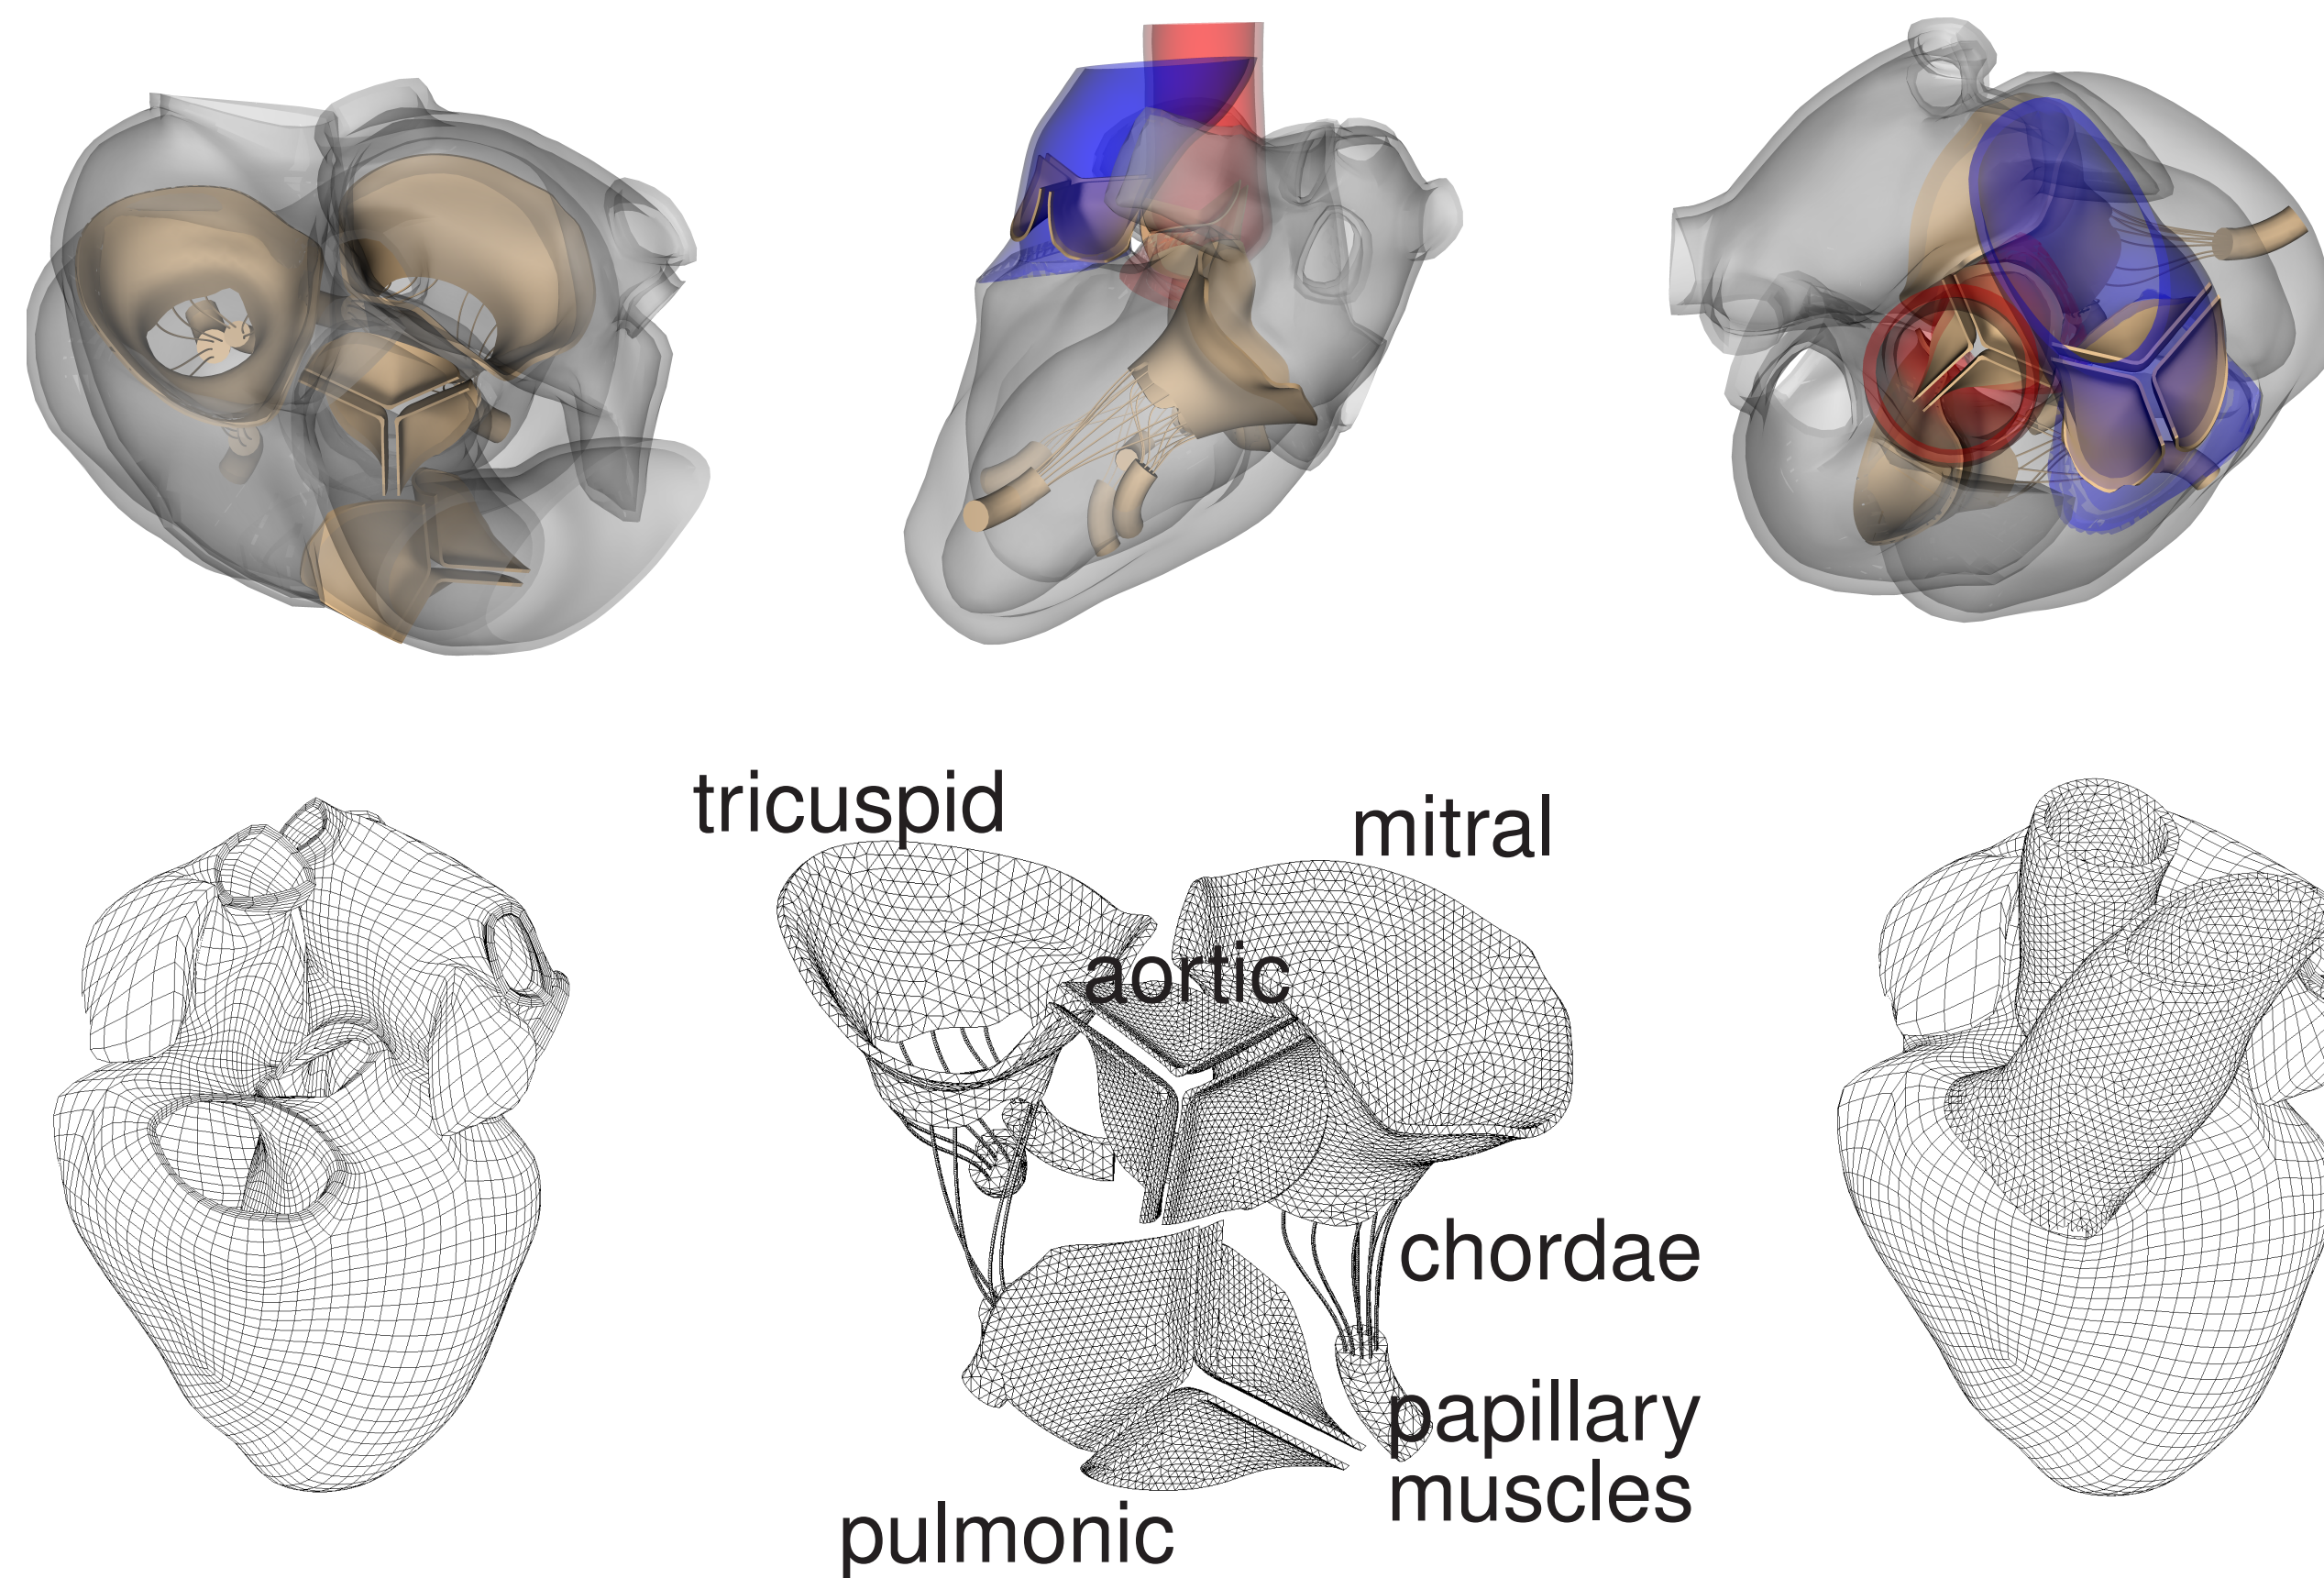 tricuspid
mitral
aortic
chordae
papillary
muscles
pulmonic